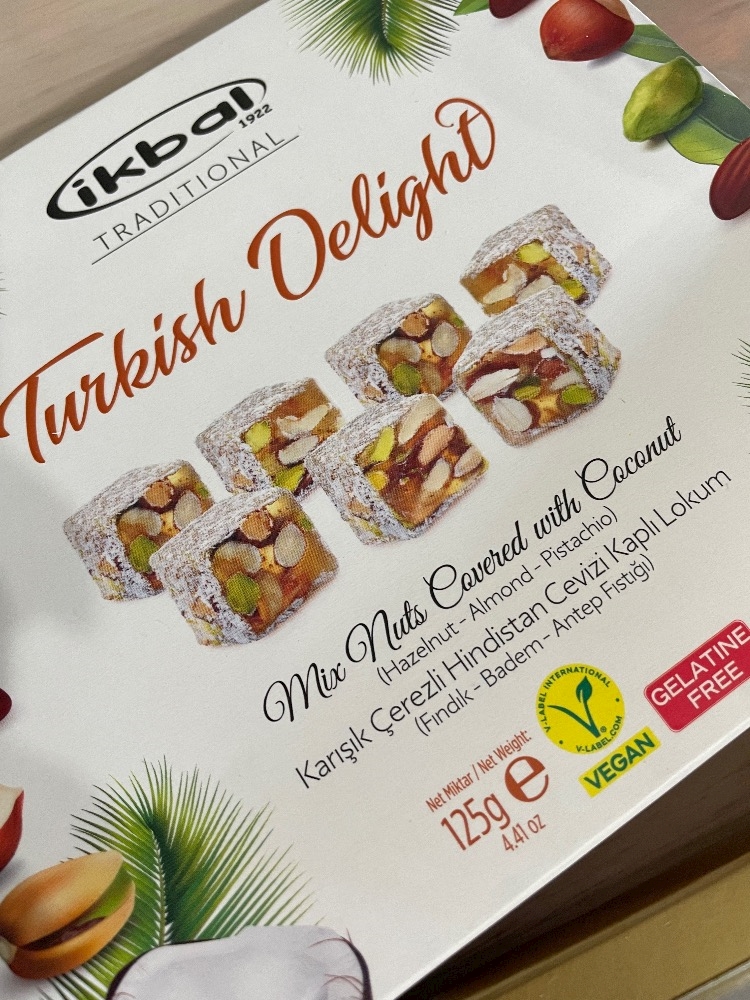 ikbal
1922
TRADITIONAL
Turkish Delight
Mix Nuts Covered with Coconut
(Hazelnut - Almond - Pistachio)
Karışık Çerezli Hindistan Cevizi Kaplı Lokum
(Fındık - Badem - Antep Fıstığı)
Net Miktar / Net Weight:
125g e
4.41 oz
V-LABEL INTERNATIONAL
V-LABEL.COM
®
VEGAN
GELATINE
FREE